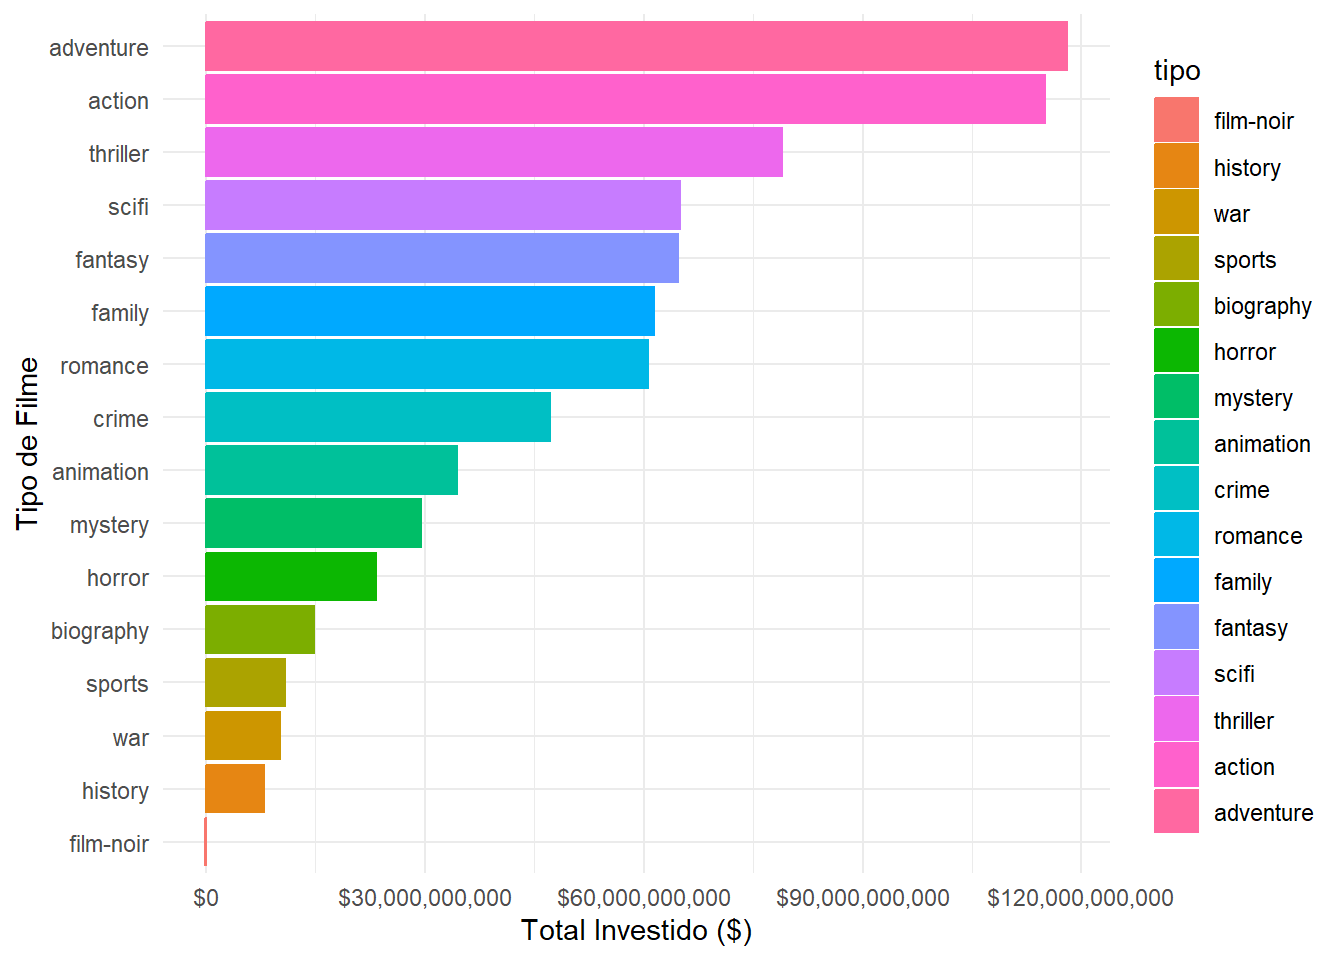 adventure
action
thriller
scifi
fantasy
family
romance
crime
animation
mystery
horror
biography
sports
war
history
film-noir
Tipo de Filme
$0
$30,000,000,000
$60,000,000,000
$90,000,000,000
$120,000,000,000
Total Investido ($)
tipo
film-noir
history
war
sports
biography
horror
mystery
animation
crime
romance
family
fantasy
scifi
thriller
action
adventure